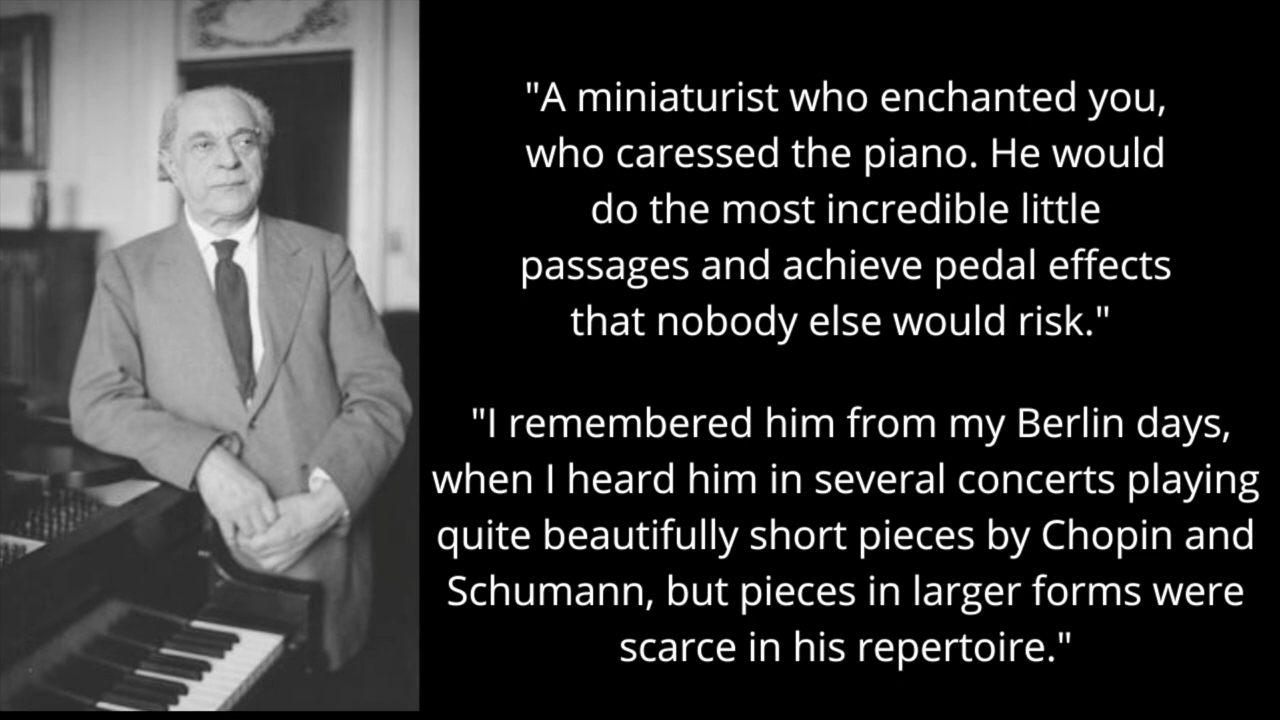 "A miniaturist who enchanted you,
who caressed the piano. He would
do the most incredible little
passages and achieve pedal effects
that nobody else would risk."
"I remembered him from my Berlin days,
when I heard him in several concerts playing
quite beautifully short pieces by Chopin and
Schumann, but pieces in larger forms were
scarce in his repertoire."